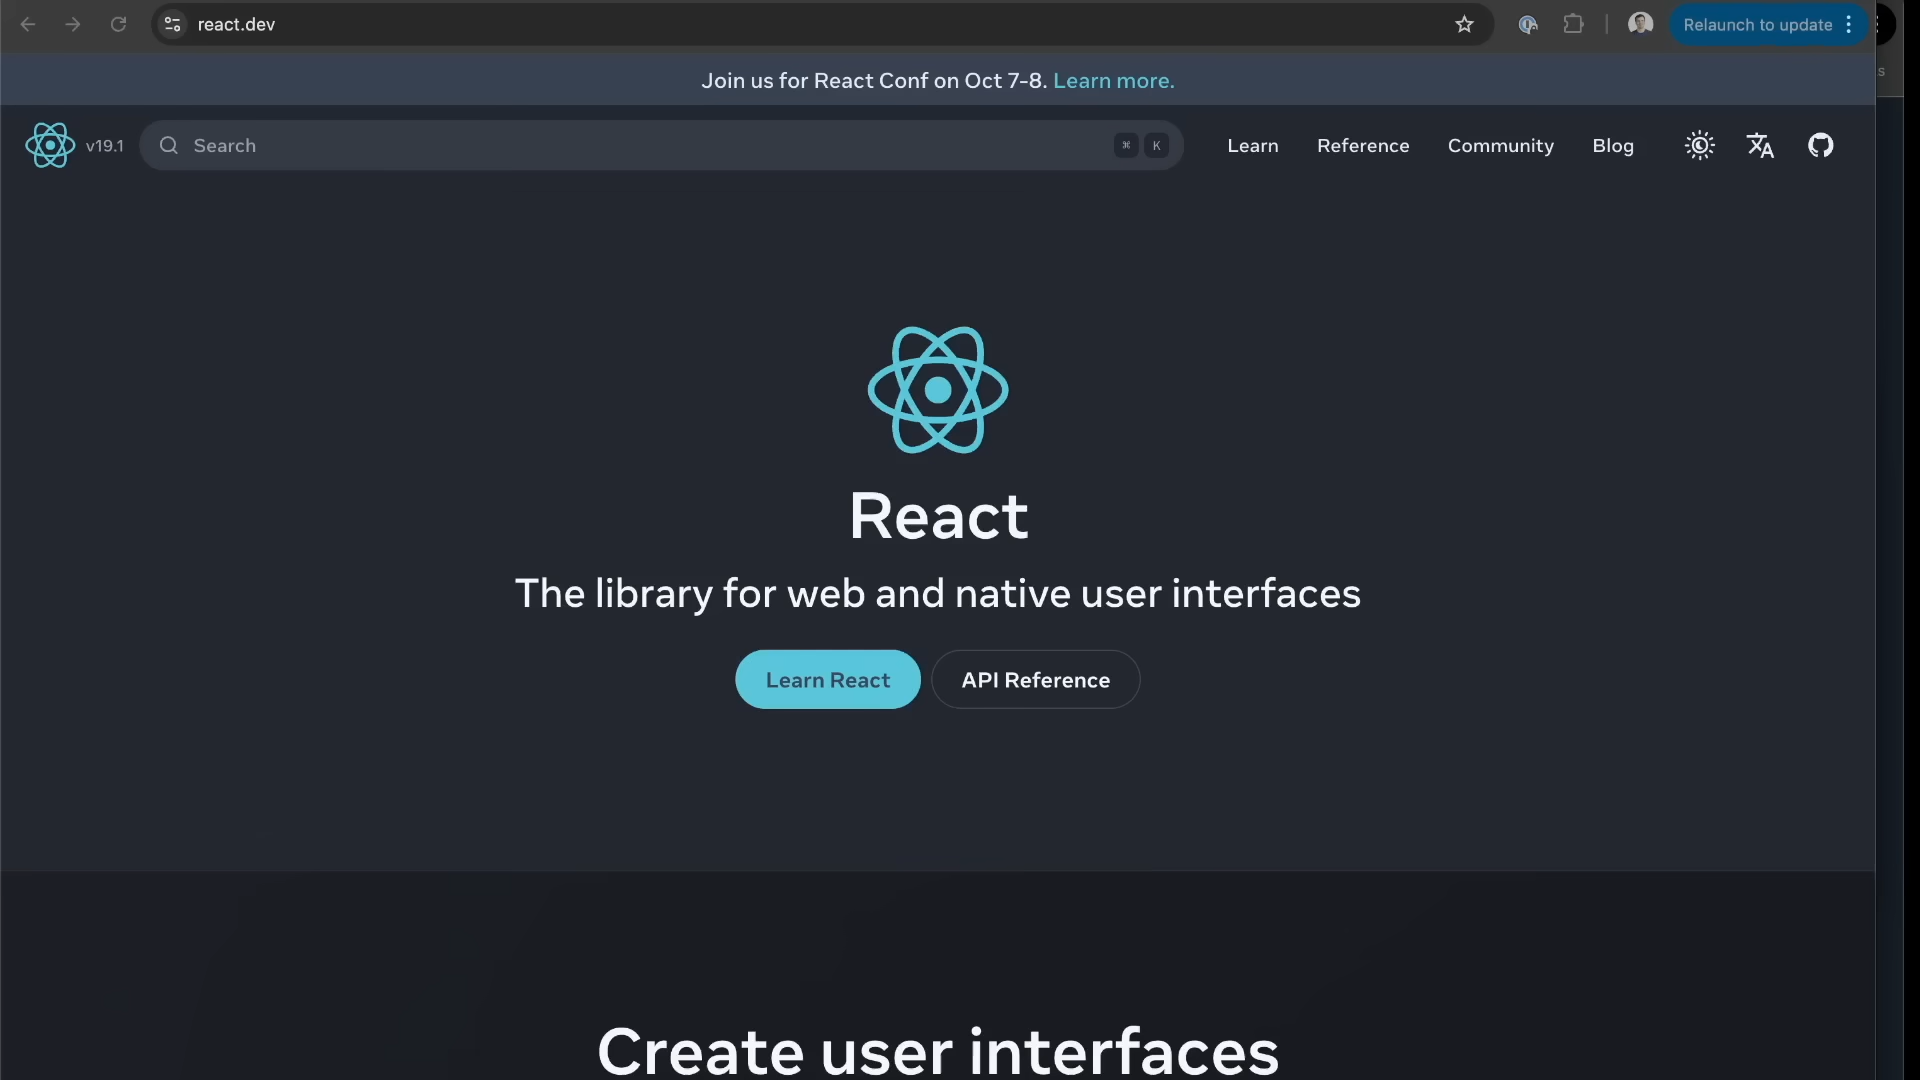 react.dev
Relaunch to update
s
Join us for React Conf on Oct 7-8. Learn more.
v19.1
Search
⌘ K
Learn
Reference
Community
Blog
React
The library for web and native user interfaces
Learn React
API Reference
Create user interfaces